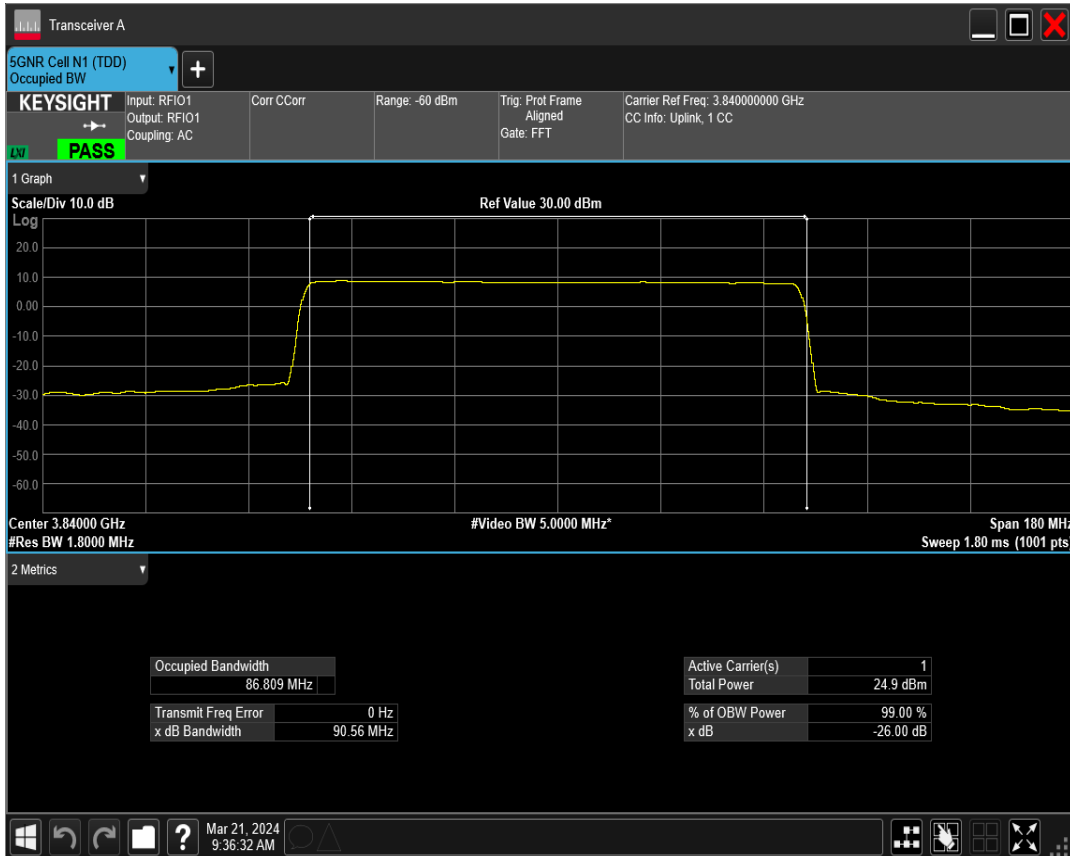 Transceiver A
5GNR Cell N1 (TDD)
Occupied BW
+
KEYSIGHT
LXI
PASS
Input: RFIO1
Output: RFIO1
Coupling: AC
Corr CCorr
Range: -60 dBm
Trig: Prot Frame
Aligned
Gate: FFT
Carrier Ref Freq: 3.840000000 GHz
CC Info: Uplink, 1 CC
1 Graph
Scale/Div 10.0 dB
Ref Value 30.00 dBm
Log
20.0
10.0
0.00
-10.0
-20.0
-30.0
-40.0
-50.0
-60.0
Center 3.84000 GHz
#Video BW 5.0000 MHz*
Span 180 MHz
#Res BW 1.8000 MHz
Sweep 1.80 ms (1001 pts)
2 Metrics
Occupied Bandwidth
86.809 MHz
Transmit Freq Error 0 Hz
x dB Bandwidth 90.56 MHz
Active Carrier(s) 1
Total Power 24.9 dBm
% of OBW Power 99.00 %
x dB -26.00 dB
?
Mar 21, 2024
9:36:32 AM